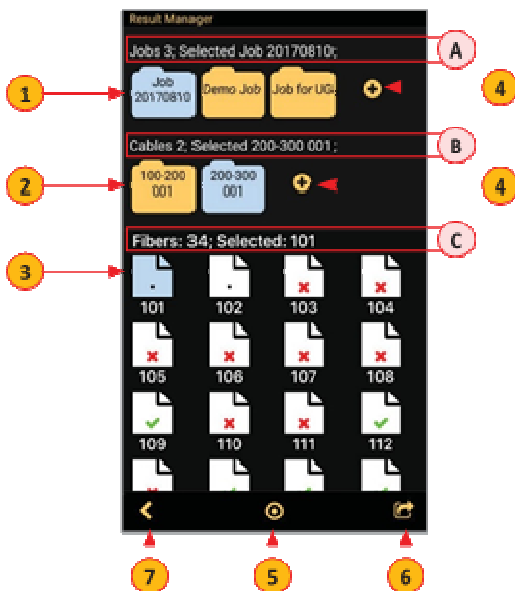 Result Manager
Jobs 3; Selected Job 20170810;
A
1
Job
20170810
Demo Job
Job for UG
4
Cables 2; Selected 200-300 001 ;
B
2
100-200
001
200-300
001
4
Fibers: 34; Selected: 101
C
3
101 102 103 104
105 106 107 108
109 110 111 112
7 5 6